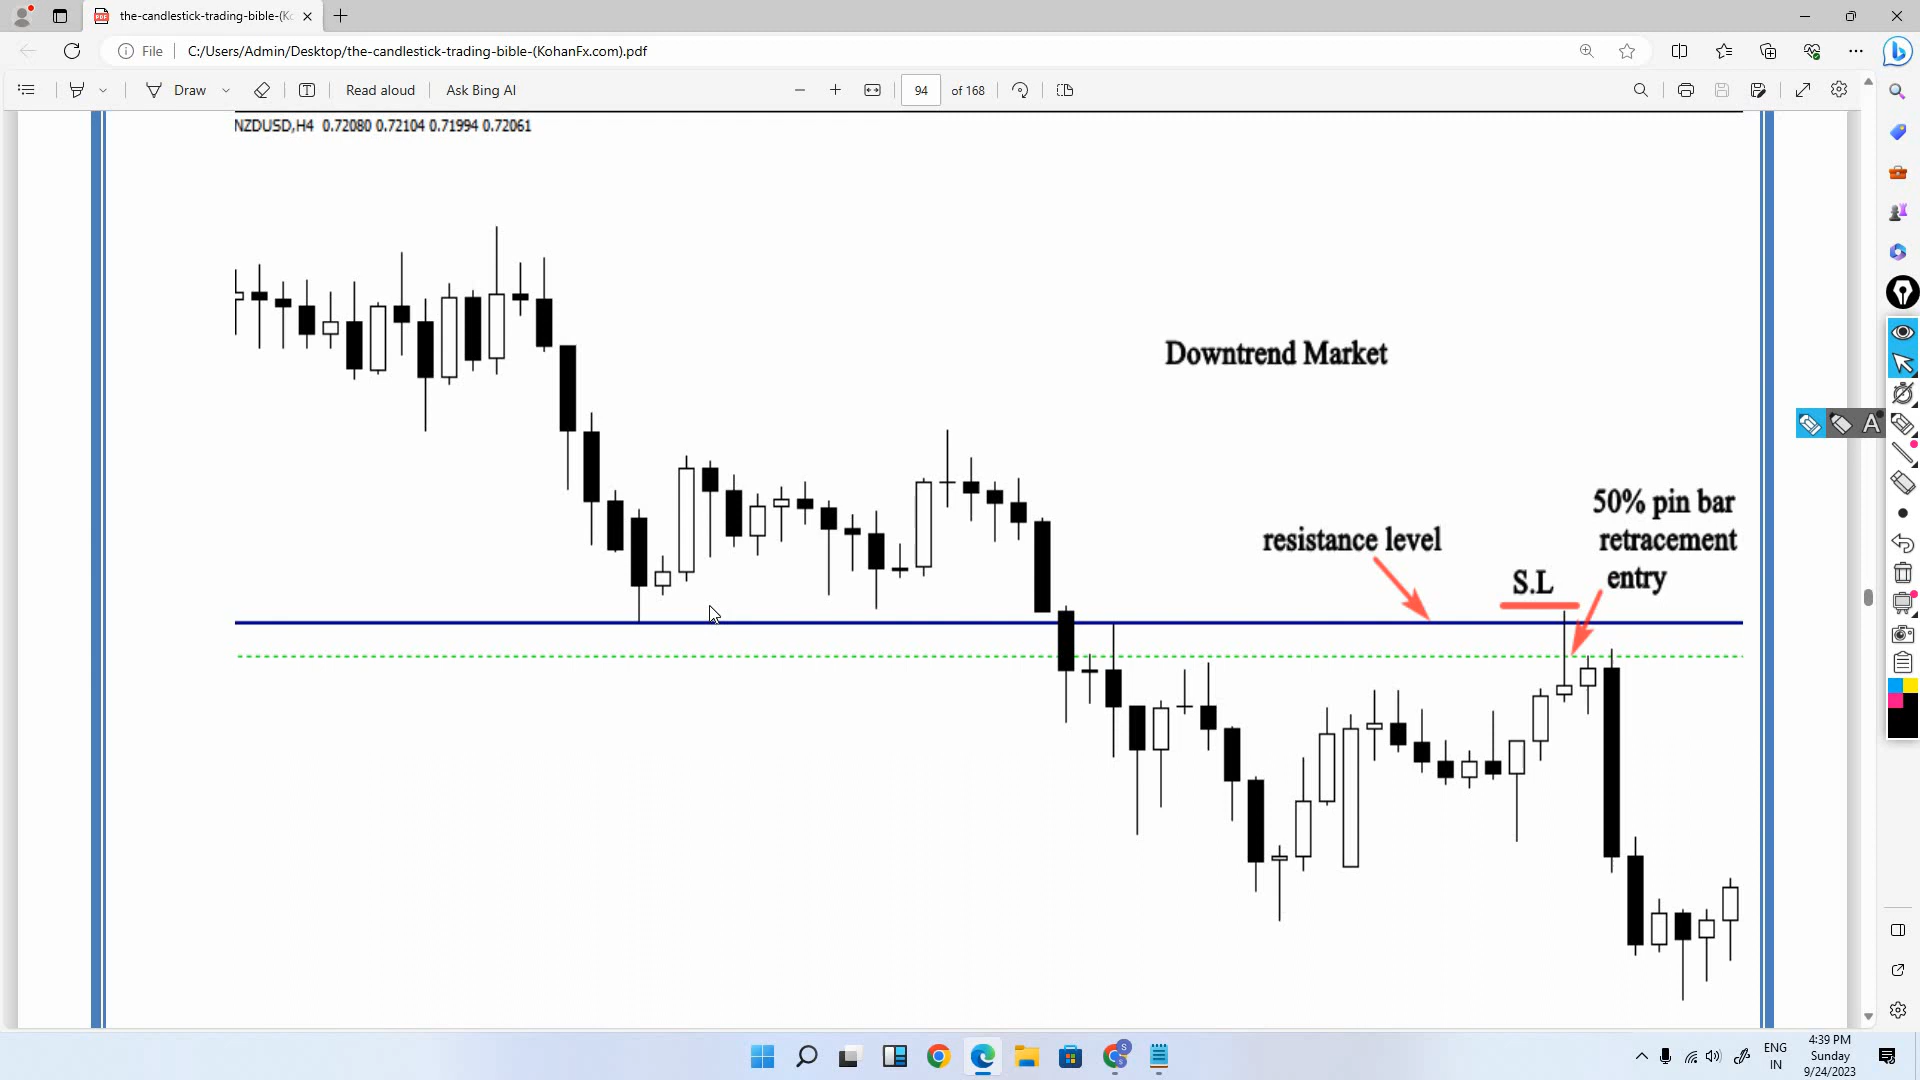 the-candlestick-trading-bible-(Kc
File
C:/Users/Admin/Desktop/the-candlestick-trading-bible-(KohanFx.com).pdf
Draw
Read aloud
Ask Bing AI
94
of 168
NZDUSD,H4 0.72080 0.72104 0.71994 0.72061
Downtrend Market
50% pin bar
resistance level
retracement
S.L
entry
A
ENG
IN
4:39 PM
Sunday
9/24/2023